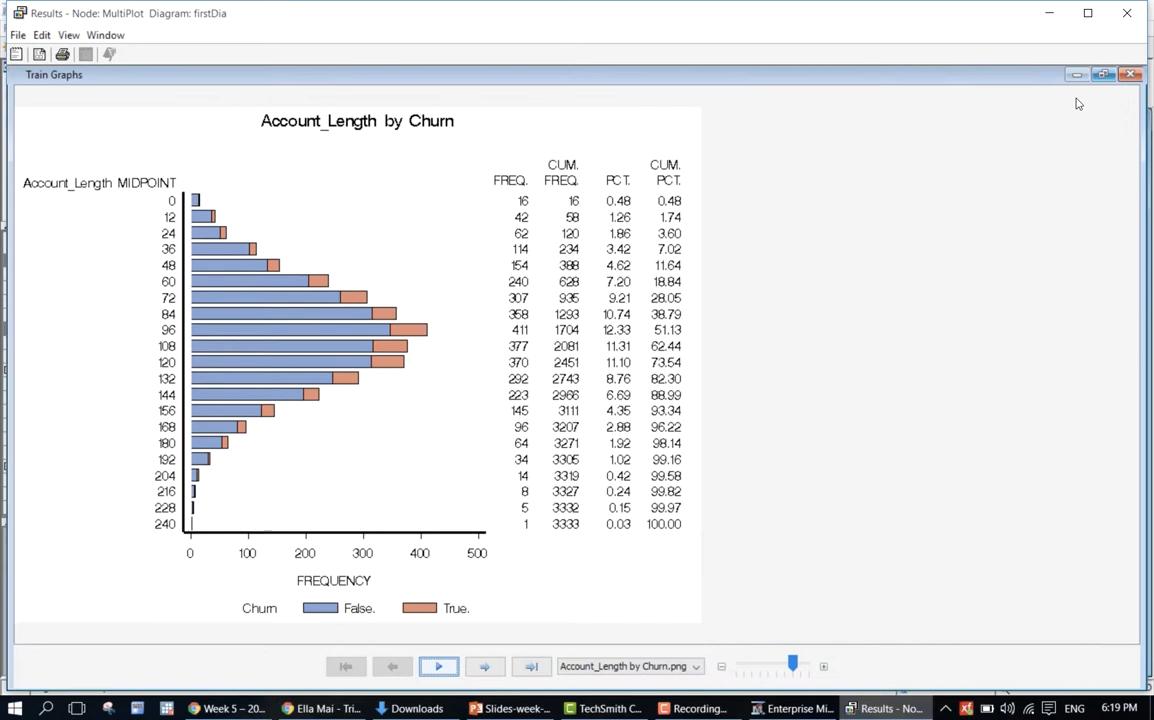 Results - Node: MultiPlot Diagram: firstDia
File Edit View Window
Train Graphs
Account_Length by Churn
CUM. CUM.
Account_Length MIDPOINT FREQ. FREQ. PCT. PCT.
0 16 16 0.48 0.48
12 42 58 1.26 1.74
24 62 120 1.86 3.60
36 114 234 3.42 7.02
48 154 388 4.62 11.64
60 240 628 7.20 18.84
72 307 935 9.21 28.05
84 358 1293 10.74 38.79
96 411 1704 12.33 51.13
108 377 2081 11.31 62.44
120 370 2451 11.10 73.54
132 292 2743 8.76 82.30
144 223 2966 6.69 88.99
156 145 3111 4.35 93.34
168 96 3207 2.88 96.22
180 64 3271 1.92 98.14
192 34 3305 1.02 99.16
204 14 3319 0.42 99.58
216 8 3327 0.24 99.82
228 5 3332 0.15 99.97
240 1 3333 0.03 100.00
0 100 200 300 400 500
FREQUENCY
Churn False. True.
Account_Length by Churn.png
Week 5 – 20... Ella Mai - Tri... Downloads Slides-week-... TechSmith C... Recording... Enterprise Mi... Results - No... ENG 6:19 PM